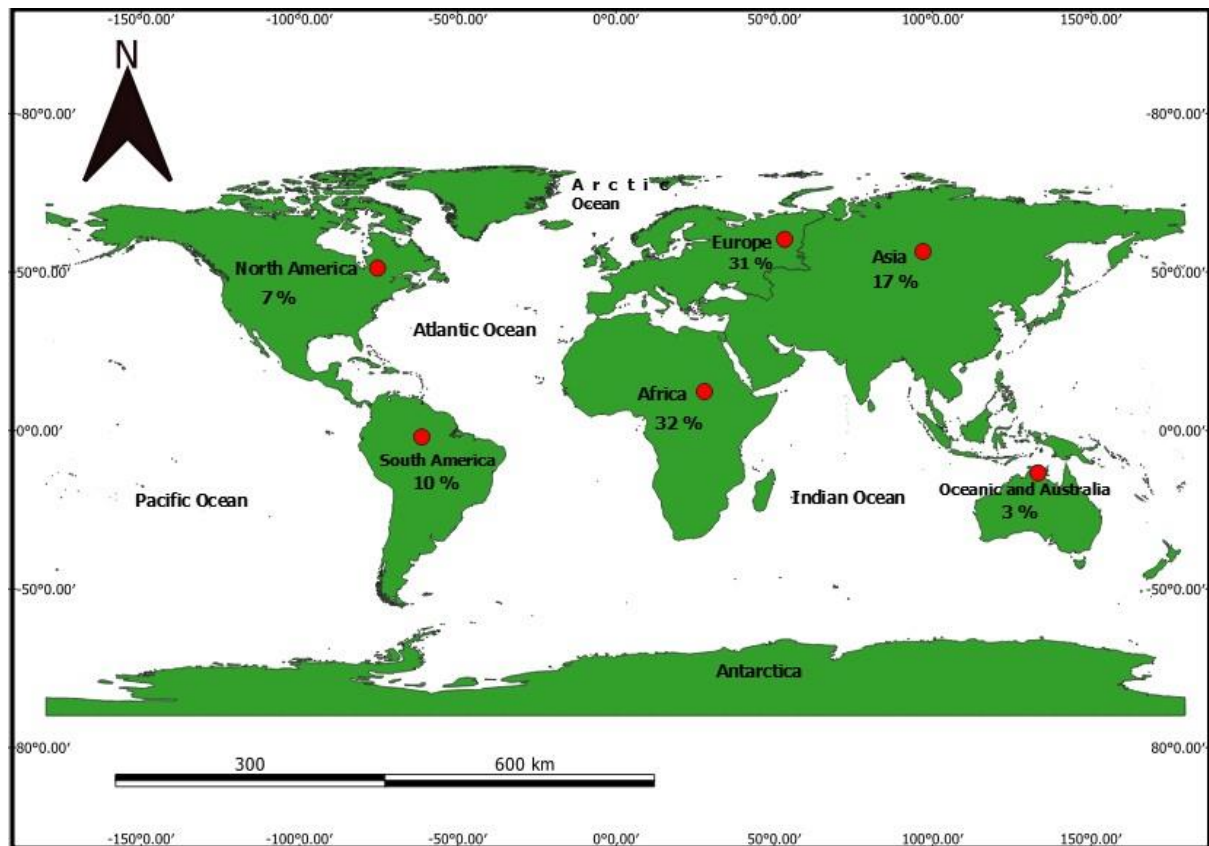 -150°0.00′ -100°0.00′ -50°0.00′ 0°0.00′ 50°0.00′ 100°0.00′ 150°0.00′
N
-80°0.00′ -80°0.00′
Arctic
Ocean
Europe
31 %
Asia
17 %
North America
7 %
50°0.00′ 50°0.00′
Atlantic Ocean
Africa
32 %
0°0.00′ 0°0.00′
South America
10 %
Pacific Ocean
Indian Ocean
Oceanic and Australia
3 %
-50°0.00′ -50°0.00′
Antarctica
80°0.00′ 80°0.00′
300 600 km
-150°0.00′ -100°0.00′ -50°0.00′ 0°0.00′ 50°0.00′ 100°0.00′ 150°0.00′